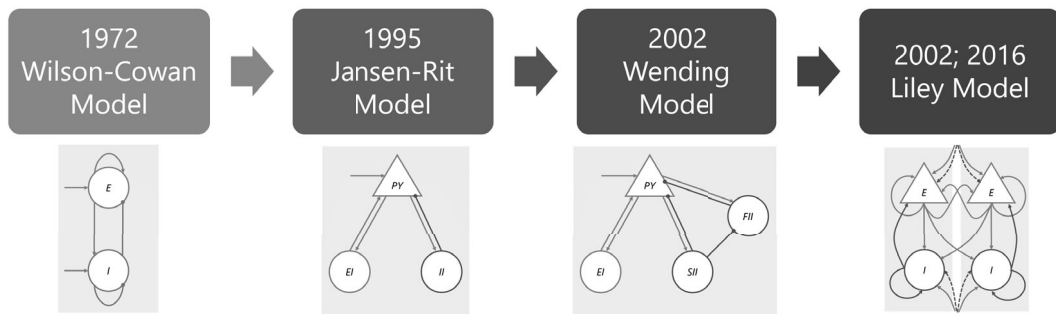 1972
Wilson-Cowan
Model
1995
Jansen-Rit
Model
2002
Wending
Model
2002; 2016
Liley Model
E
I
PY
EI
II
PY
FII
EI
SII
E
E
I
I